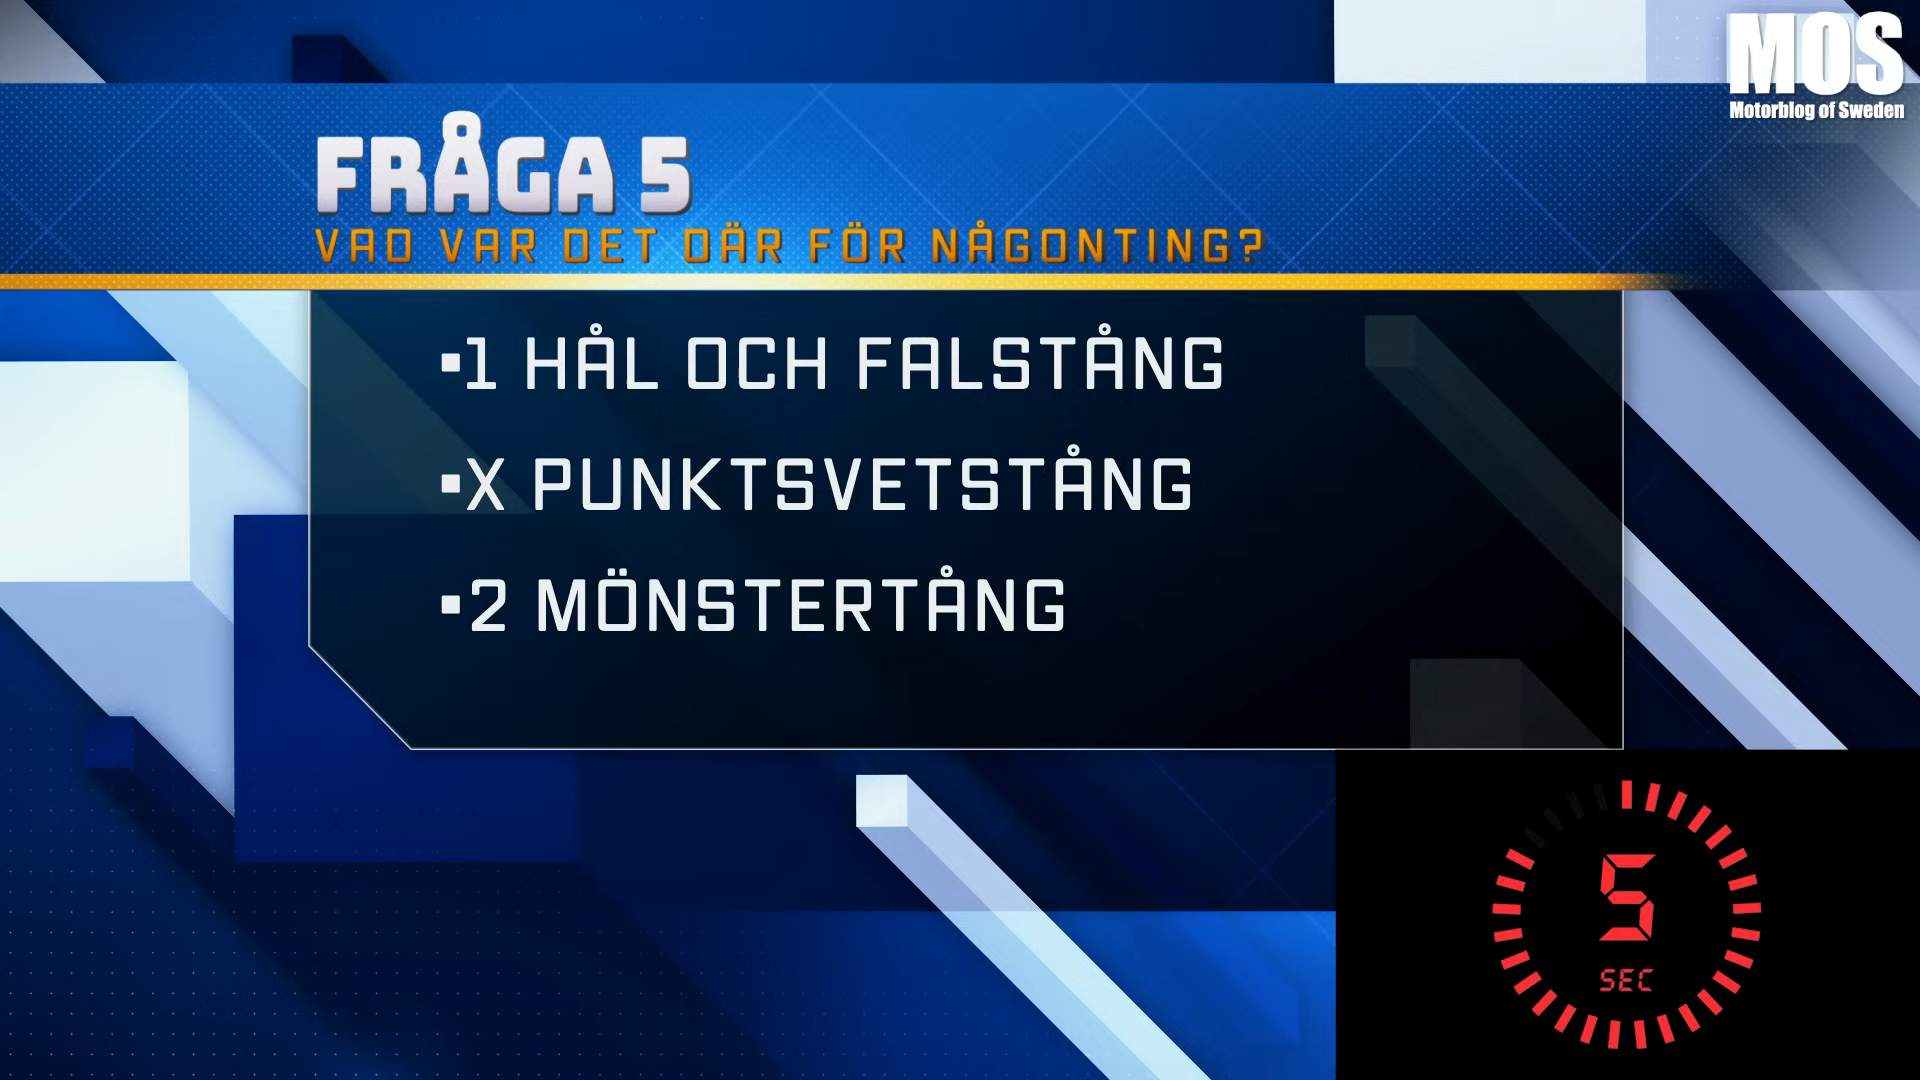 MOS
Motorblog of Sweden
FRÅGA 5
VAD VAR DET DÄR FÖR NÅGONTING?
▪1 HÅL OCH FALSTÅNG
▪X PUNKTSVETSTÅNG
▪2 MÖNSTERTÅNG
5
SEC